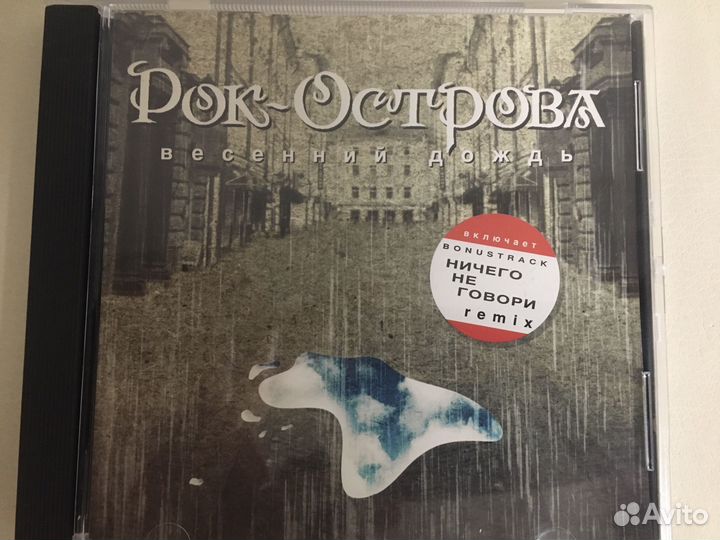 Рок-Острова
весенний дождь
включает
BONUSTRACK
НИЧЕГО
НЕ
ГОВОРИ
remix
Avito